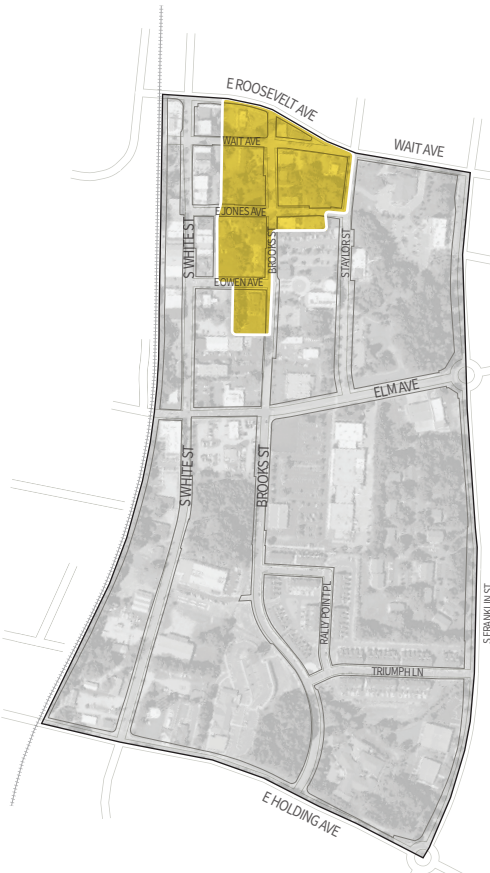 E ROOSEVELT AVE
WAIT AVE
WAIT AVE
E JONES AVE
S WHITE ST
BROOKS ST
S TAYLOR ST
E OWEN AVE
ELM AVE
S WHITE ST
BROOKS ST
RALLY POINT PL
S FRANKLIN ST
TRIUMPH LN
E HOLDING AVE